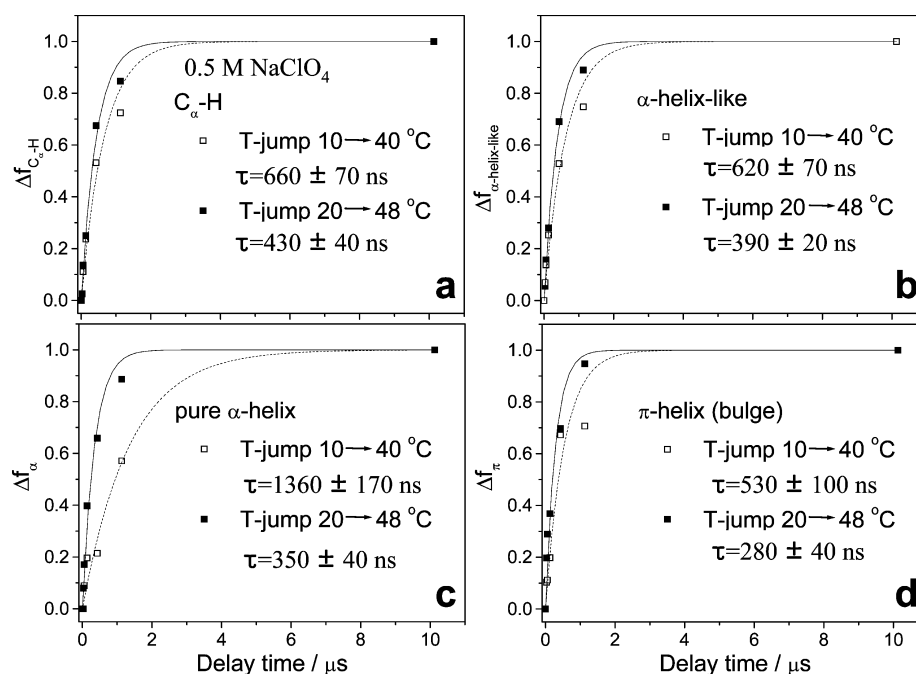 1.0
0.8
0.6
0.4
0.2
0.0
Δf_{Cα-H}
0.5 M NaClO₄
Cα-H
T-jump 10→40 °C
τ=660 ± 70 ns
T-jump 20→48 °C
τ=430 ± 40 ns
a
1.0
0.8
0.6
0.4
0.2
0.0
Δf_{α-helix-like}
α-helix-like
T-jump 10→40 °C
τ=620 ± 70 ns
T-jump 20→48 °C
τ=390 ± 20 ns
b
1.0
0.8
0.6
0.4
0.2
0.0
Δf_α
pure α-helix
T-jump 10→40 °C
τ=1360 ± 170 ns
T-jump 20→48 °C
τ=350 ± 40 ns
c
0 2 4 6 8 10
Delay time / μs
1.0
0.8
0.6
0.4
0.2
0.0
Δf_π
π-helix (bulge)
T-jump 10→40 °C
τ=530 ± 100 ns
T-jump 20→48 °C
τ=280 ± 40 ns
d
0 2 4 6 8 10
Delay time / μs